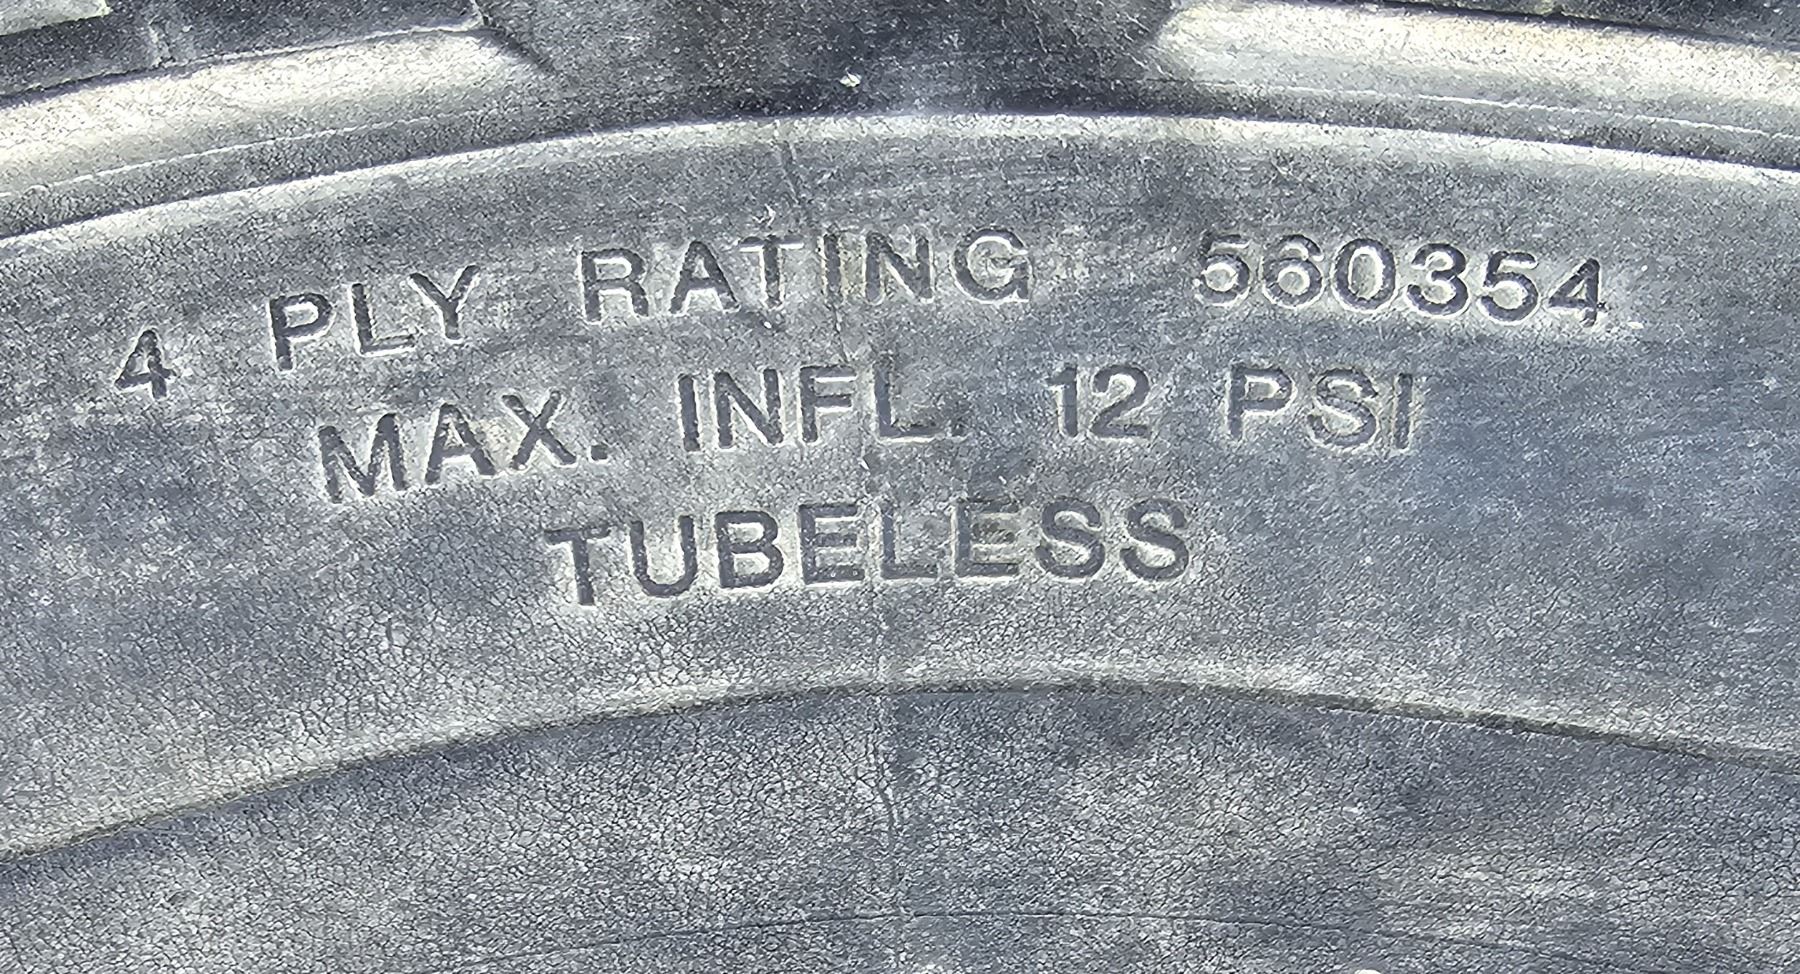 4 PLY RATING 560354
MAX. INFL. 12 PSI
TUBELESS